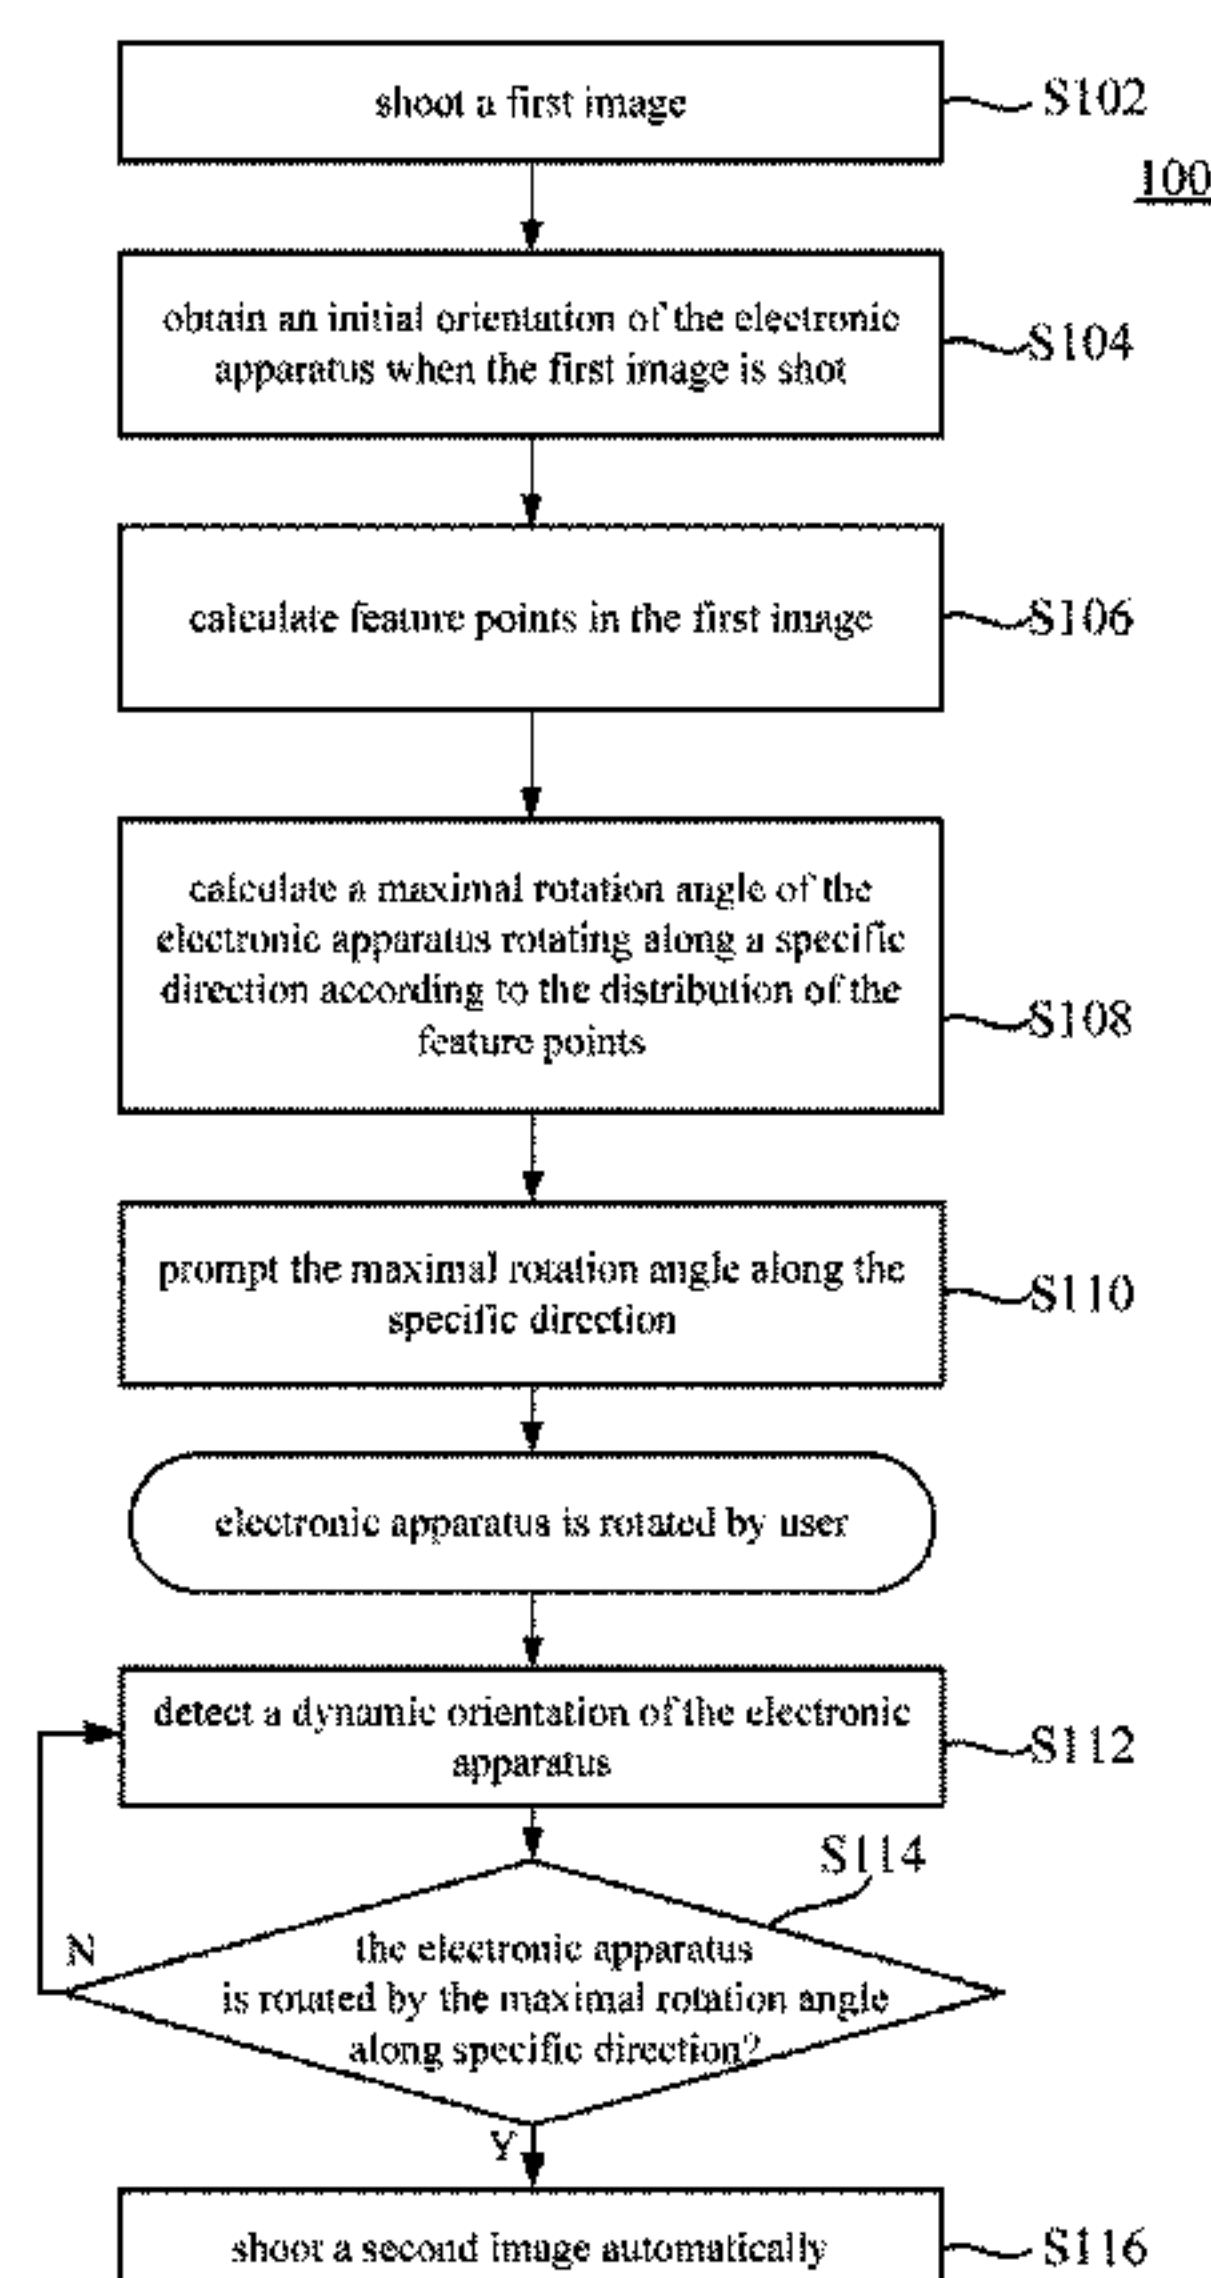 shoot a first image
S102
100
obtain an initial orientation of the electronic
apparatus when the first image is shot
S104
calculate feature points in the first image
S106
calculate a maximal rotation angle of the
electronic apparatus rotating along a specific
direction according to the distribution of the
feature points
S108
prompt the maximal rotation angle along the
specific direction
S110
electronic apparatus is rotated by user
detect a dynamic orientation of the electronic
apparatus
S112
S114
N
the electronic apparatus
is rotated by the maximal rotation angle
along specific direction?
Y
shoot a second image automatically
S116